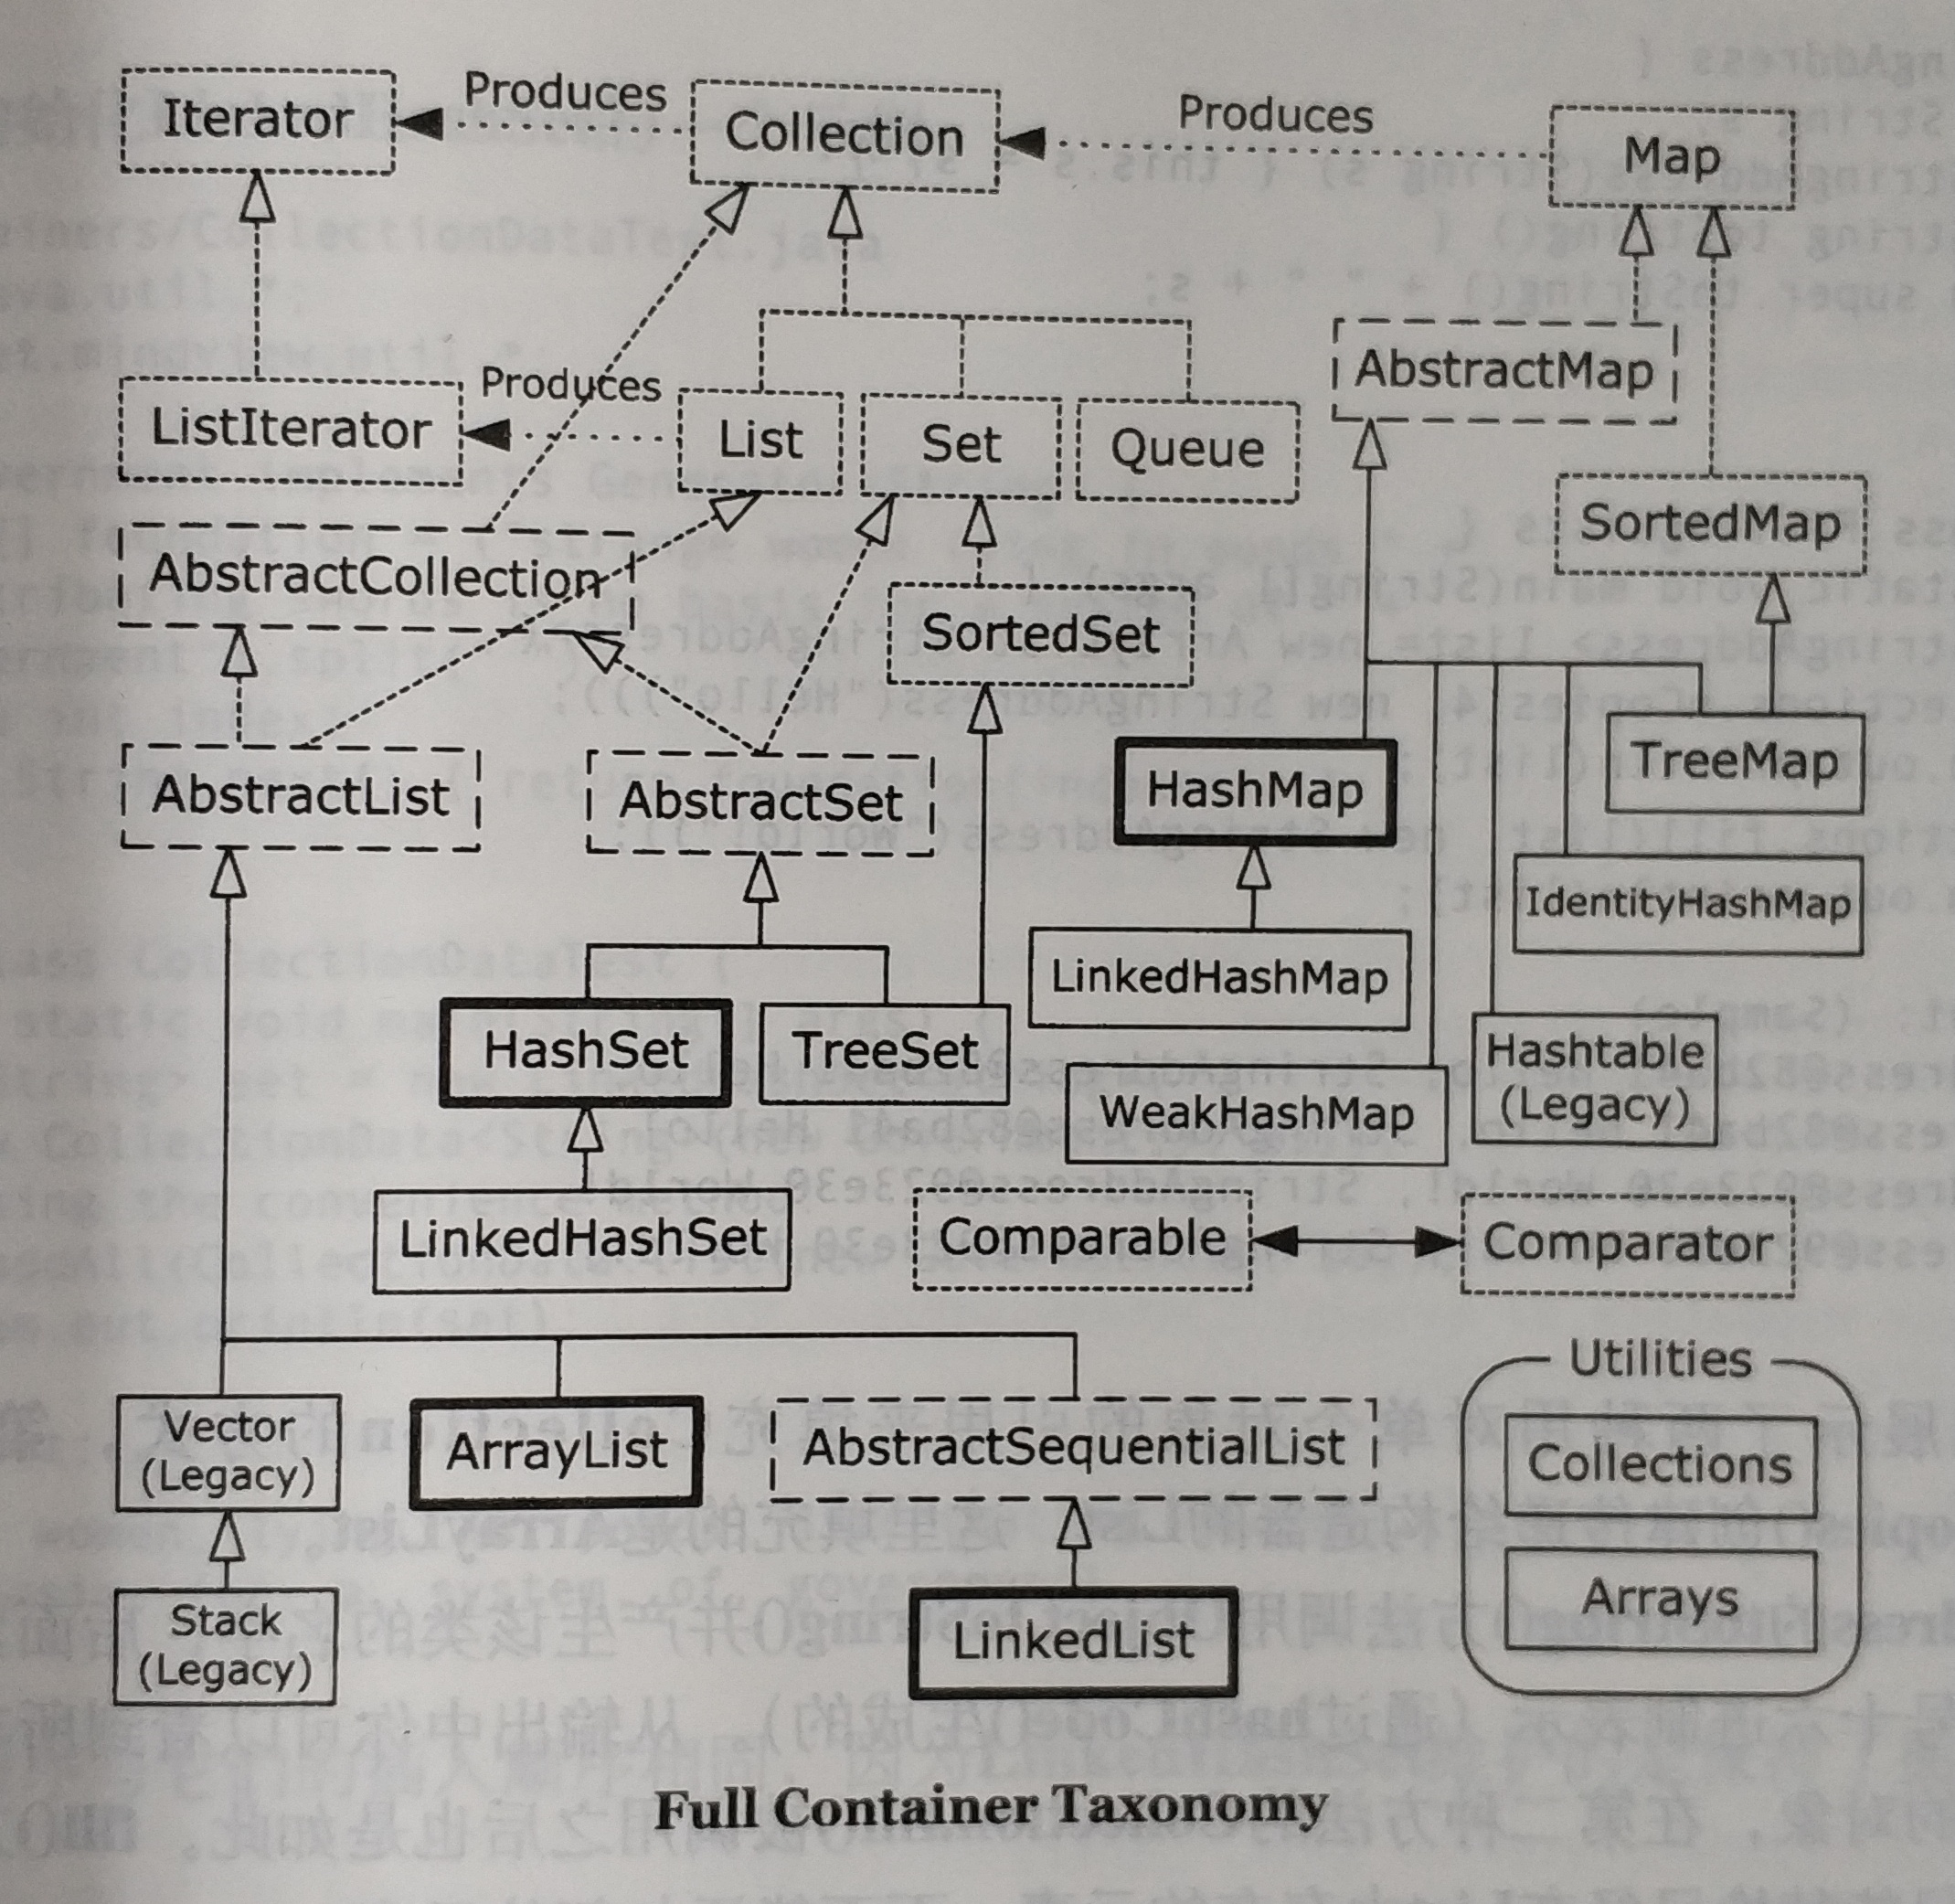 Iterator
Produces
Collection
Produces
Map
AbstractMap
ListIterator
Produces
List
Set
Queue
SortedMap
AbstractCollection
SortedSet
AbstractList
AbstractSet
HashMap
TreeMap
IdentityHashMap
LinkedHashMap
HashSet
TreeSet
Hashtable
(Legacy)
WeakHashMap
LinkedHashSet
Comparable
Comparator
Utilities
Vector
(Legacy)
ArrayList
AbstractSequentialList
Collections
Arrays
Stack
(Legacy)
LinkedList
Full Container Taxonomy